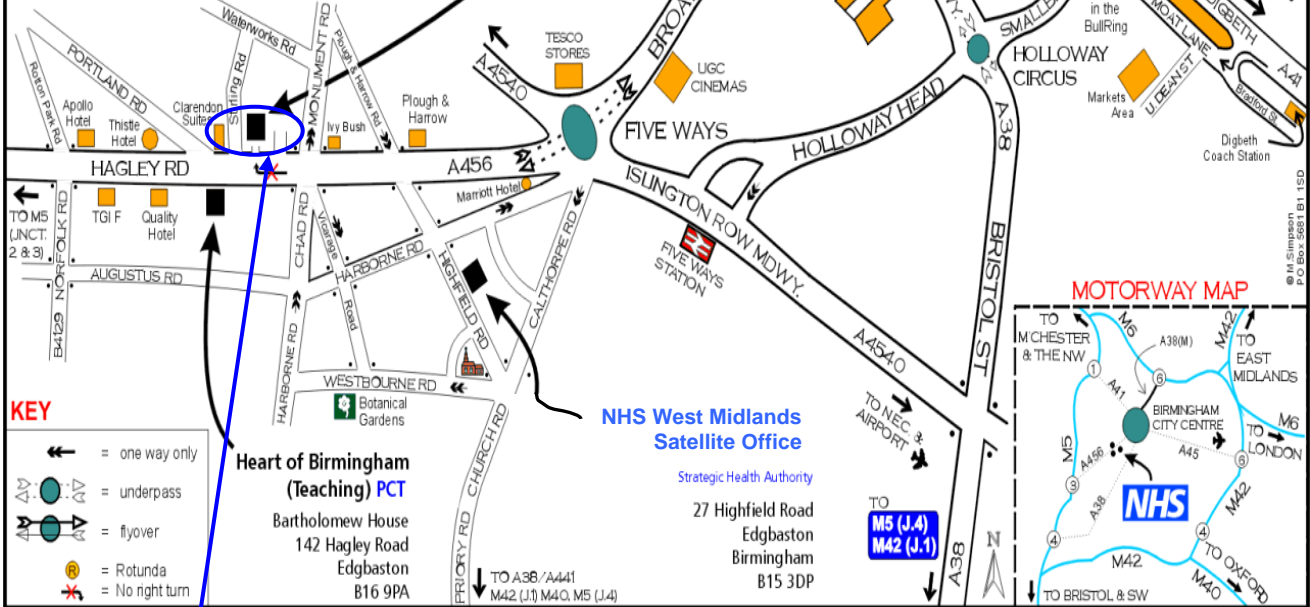 Waterworks Rd
MONUMENT RD
Plough & Harrow Rd
PORTLAND RD
Rotton Park Rd
Stirling Rd
Apollo
Hotel
Thistle
Hotel
Clarendon
Suites
Ivy Bush
Plough &
Harrow
TESCO
STORES
A4540
UGC
CINEMAS
FIVE WAYS
HOLLOWAY
CIRCUS
in the
BullRing
MOAT LANE
DIGBETH
A41
Markets
Area
U.DEAN ST
Bradford St
Digbeth
Coach Station
HAGLEY RD
A456
Marriott Hotel
HOLLOWAY HEAD
A38
ISLINGTON ROW MDWY.
TO M5
(JNCT.
2 & 3)
B4129 NORFOLK RD
TGI F
Quality
Hotel
CHAD RD
Vicarage
Road
HARBORNE RD
AUGUSTUS RD
HIGHFIELD RD
CALTHORPE RD
FIVE WAYS
STATION
BRISTOL ST
© M.Simpson
P O Box 5681 B1 1SD
HARBORNE RD
WESTBOURNE RD
Botanical
Gardens
A4540
TO NEC &
AIRPORT
PRIORY RD
CHURCH RD
KEY
= one way only
= underpass
= flyover
R = Rotunda
= No right turn
Heart of Birmingham
(Teaching) PCT
Bartholomew House
142 Hagley Road
Edgbaston
B16 9PA
NHS West Midlands
Satellite Office
Strategic Health Authority
27 Highfield Road
Edgbaston
Birmingham
B15 3DP
TO A38/A441
M42 (J.1) M40, M5 (J.4)
TO
M5 (J.4)
M42 (J.1)
A38
N
MOTORWAY MAP
TO
M'CHESTER
& THE NW
M6
A38(M)
M42
TO
EAST
MIDLANDS
1
A41
6
BIRMINGHAM
CITY CENTRE
M6
TO
LONDON
M5
A456
A45
6
3
A38
NHS
M42
4
4
M42
TO OXFORD
M40
TO BRISTOL & SW